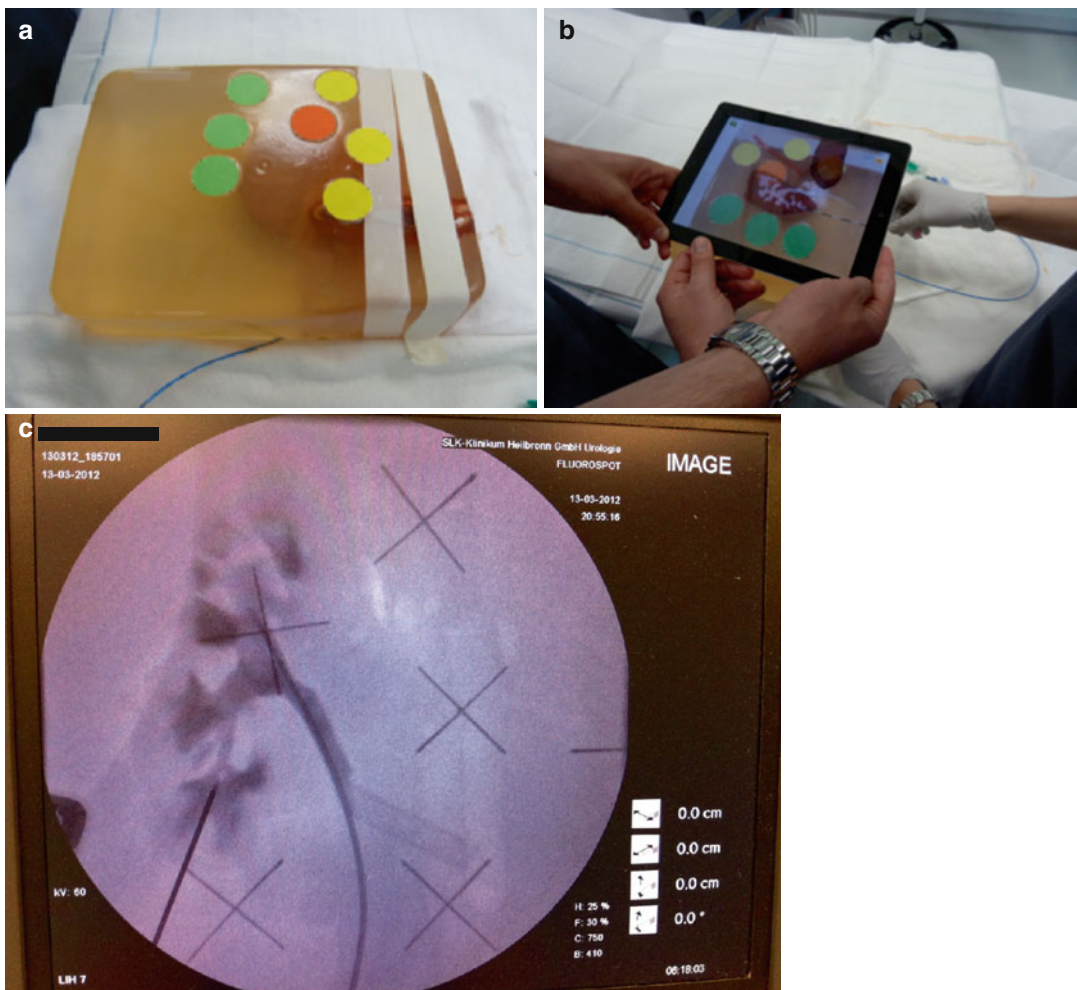 a
b
c
130312_185701
13-03-2012
SLK-Klinikum Heilbronn GmbH Urologie
FLUOROSPOT
IMAGE
13-03-2012
20:55:16
0.0 cm
0.0 cm
0.0 cm
0.0 °
kV: 60
H: 25 %
F: 30 %
C: 750
B: 410
LIH 7
06:18:03